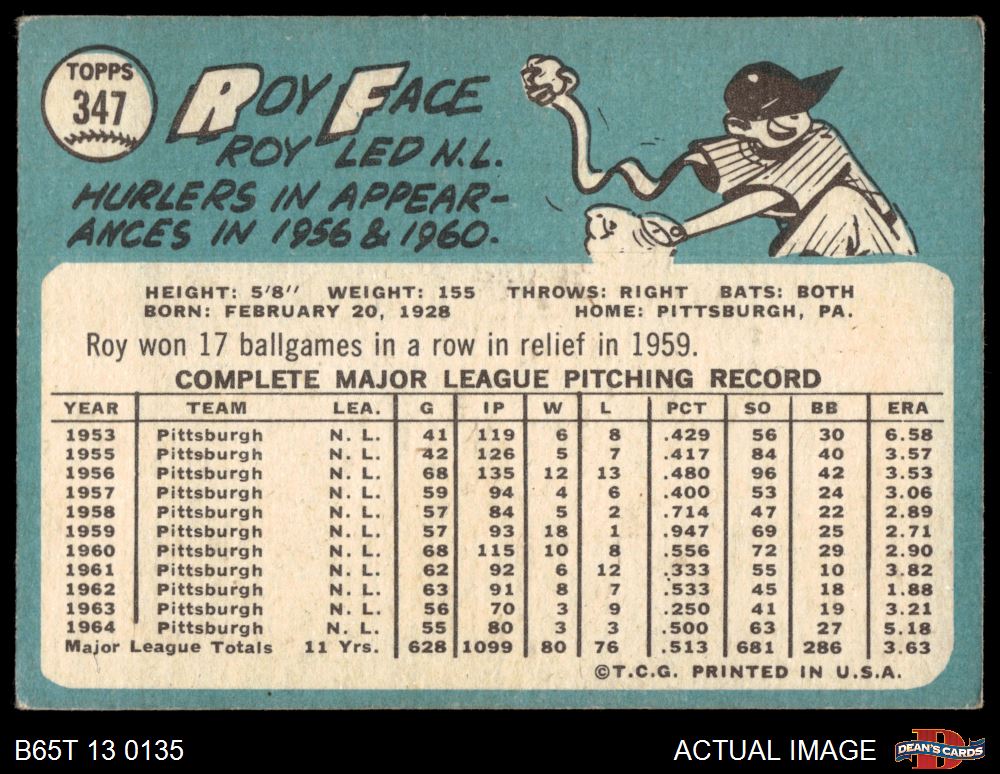 TOPPS
347
ROY FACE
ROY LED N.L.
HURLERS IN APPEAR-
ANCES IN 1956 & 1960.
HEIGHT: 5'8" WEIGHT: 155 THROWS: RIGHT BATS: BOTH
BORN: FEBRUARY 20, 1928 HOME: PITTSBURGH, PA.
Roy won 17 ballgames in a row in relief in 1959.
COMPLETE MAJOR LEAGUE PITCHING RECORD
YEAR TEAM LEA. G IP W L PCT SO BB ERA
1953 Pittsburgh N. L. 41 119 6 8 .429 56 30 6.58
1955 Pittsburgh N. L. 42 126 5 7 .417 84 40 3.57
1956 Pittsburgh N. L. 68 135 12 13 .480 96 42 3.53
1957 Pittsburgh N. L. 59 94 4 6 .400 53 24 3.06
1958 Pittsburgh N. L. 57 84 5 2 .714 47 22 2.89
1959 Pittsburgh N. L. 57 93 18 1 .947 69 25 2.71
1960 Pittsburgh N. L. 68 115 10 8 .556 72 29 2.90
1961 Pittsburgh N. L. 62 92 6 12 .333 55 10 3.82
1962 Pittsburgh N. L. 63 91 8 7 .533 45 18 1.88
1963 Pittsburgh N. L. 56 70 3 9 .250 41 19 3.21
1964 Pittsburgh N. L. 55 80 3 3 .500 63 27 5.18
Major League Totals 11 Yrs. 628 1099 80 76 .513 681 286 3.63
©T.C.G. PRINTED IN U.S.A.
B65T 13 0135 ACTUAL IMAGE DEAN'S CARDS